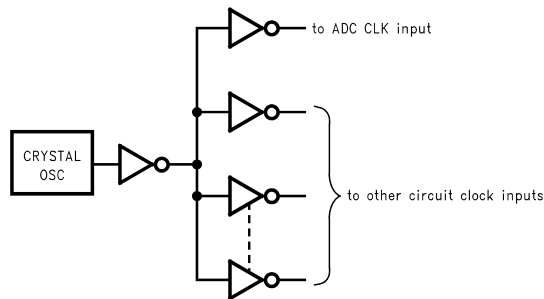 to ADC CLK input
CRYSTAL
OSC
to other circuit clock inputs